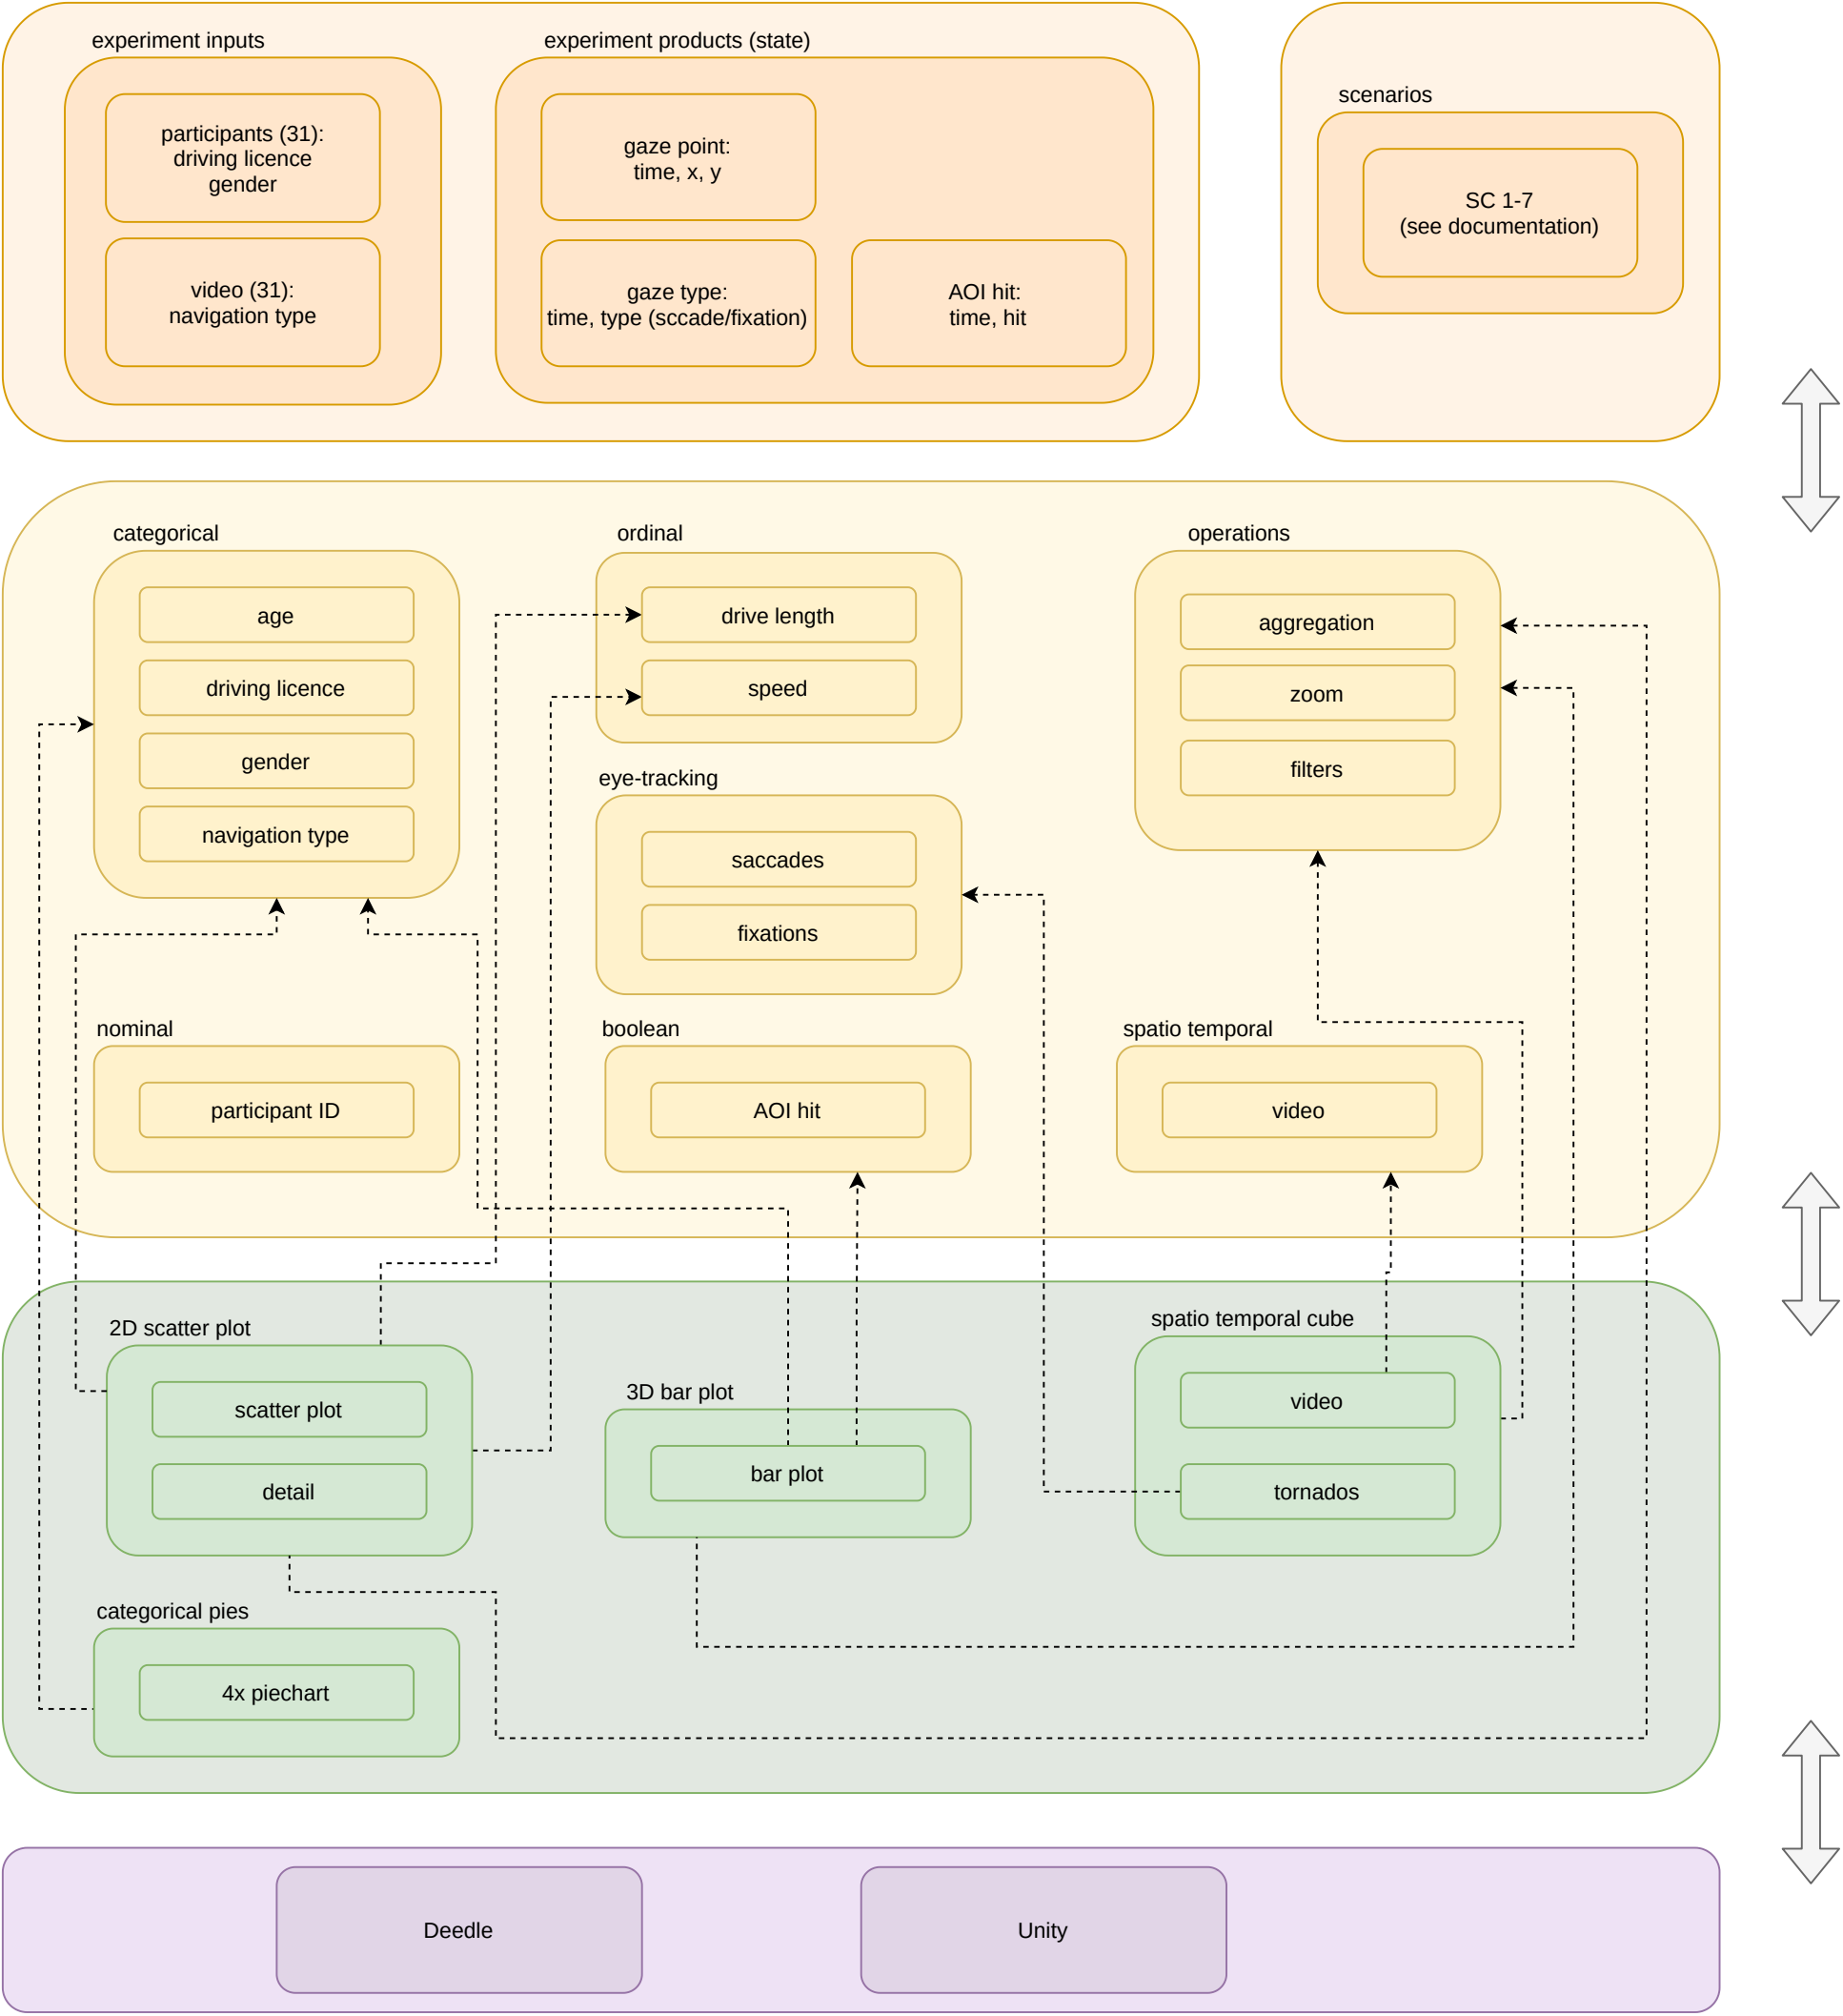 experiment inputs
participants (31):
driving licence
gender
video (31):
navigation type
experiment products (state)
gaze point:
time, x, y
gaze type:
time, type (sccade/fixation)
AOI hit:
time, hit
scenarios
SC 1-7
(see documentation)
categorical
age
driving licence
gender
navigation type
ordinal
drive length
speed
operations
aggregation
zoom
filters
eye-tracking
saccades
fixations
nominal
participant ID
boolean
AOI hit
spatio temporal
video
2D scatter plot
scatter plot
detail
3D bar plot
bar plot
spatio temporal cube
video
tornados
categorical pies
4x piechart
Deedle
Unity